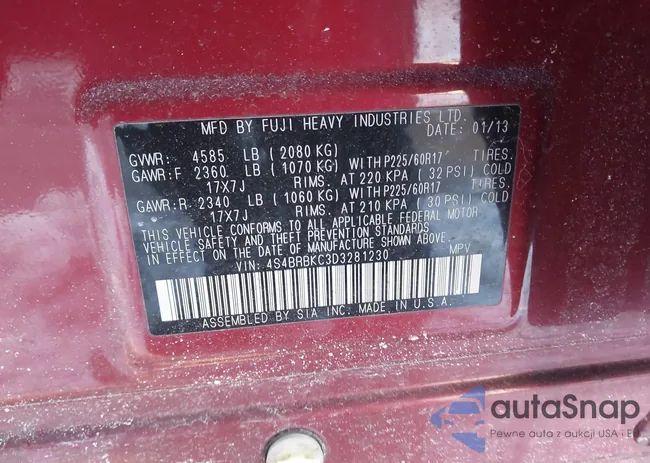 MFD BY FUJI HEAVY INDUSTRIES LTD.
DATE: 01/13
GVWR: 4585 LB ( 2080 KG)
GAWR:F 2360 LB ( 1070 KG) WITH P225/60R17 TIRES.
17X7J RIMS. AT 220 KPA ( 32 PSI) COLD
GAWR:R 2340 LB ( 1060 KG) WITH P225/60R17 TIRES.
17X7J RIMS. AT 210 KPA ( 30 PSI) COLD
THIS VEHICLE CONFORMS TO ALL APPLICABLE FEDERAL MOTOR
VEHICLE SAFETY AND THEFT PREVENTION STANDARDS
IN EFFECT ON THE DATE OF MANUFACTURE SHOWN ABOVE.
VIN: 4S4BRBKC3D3281230 MPV
ASSEMBLED BY SIA INC. MADE IN U.S.A.
autaSnap
Pewne auta z aukcji USA i EU